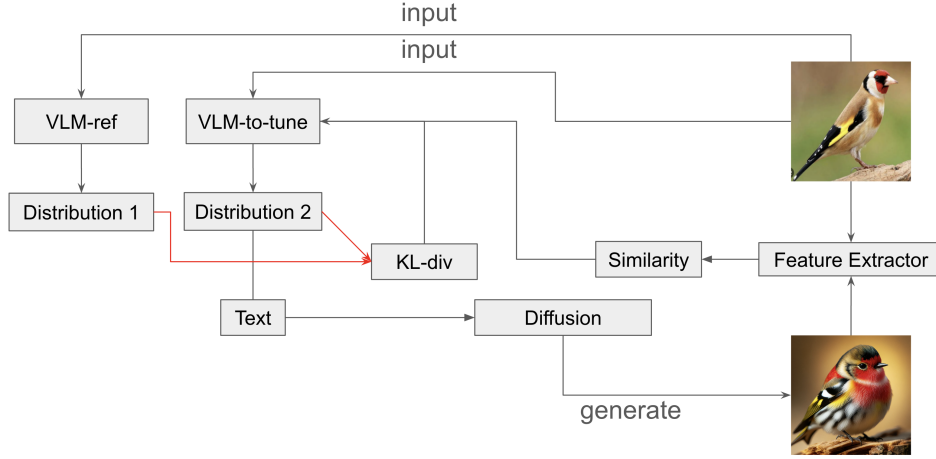 input
input
VLM-ref
VLM-to-tune
Distribution 1
Distribution 2
KL-div
Similarity
Feature Extractor
Text
Diffusion
generate